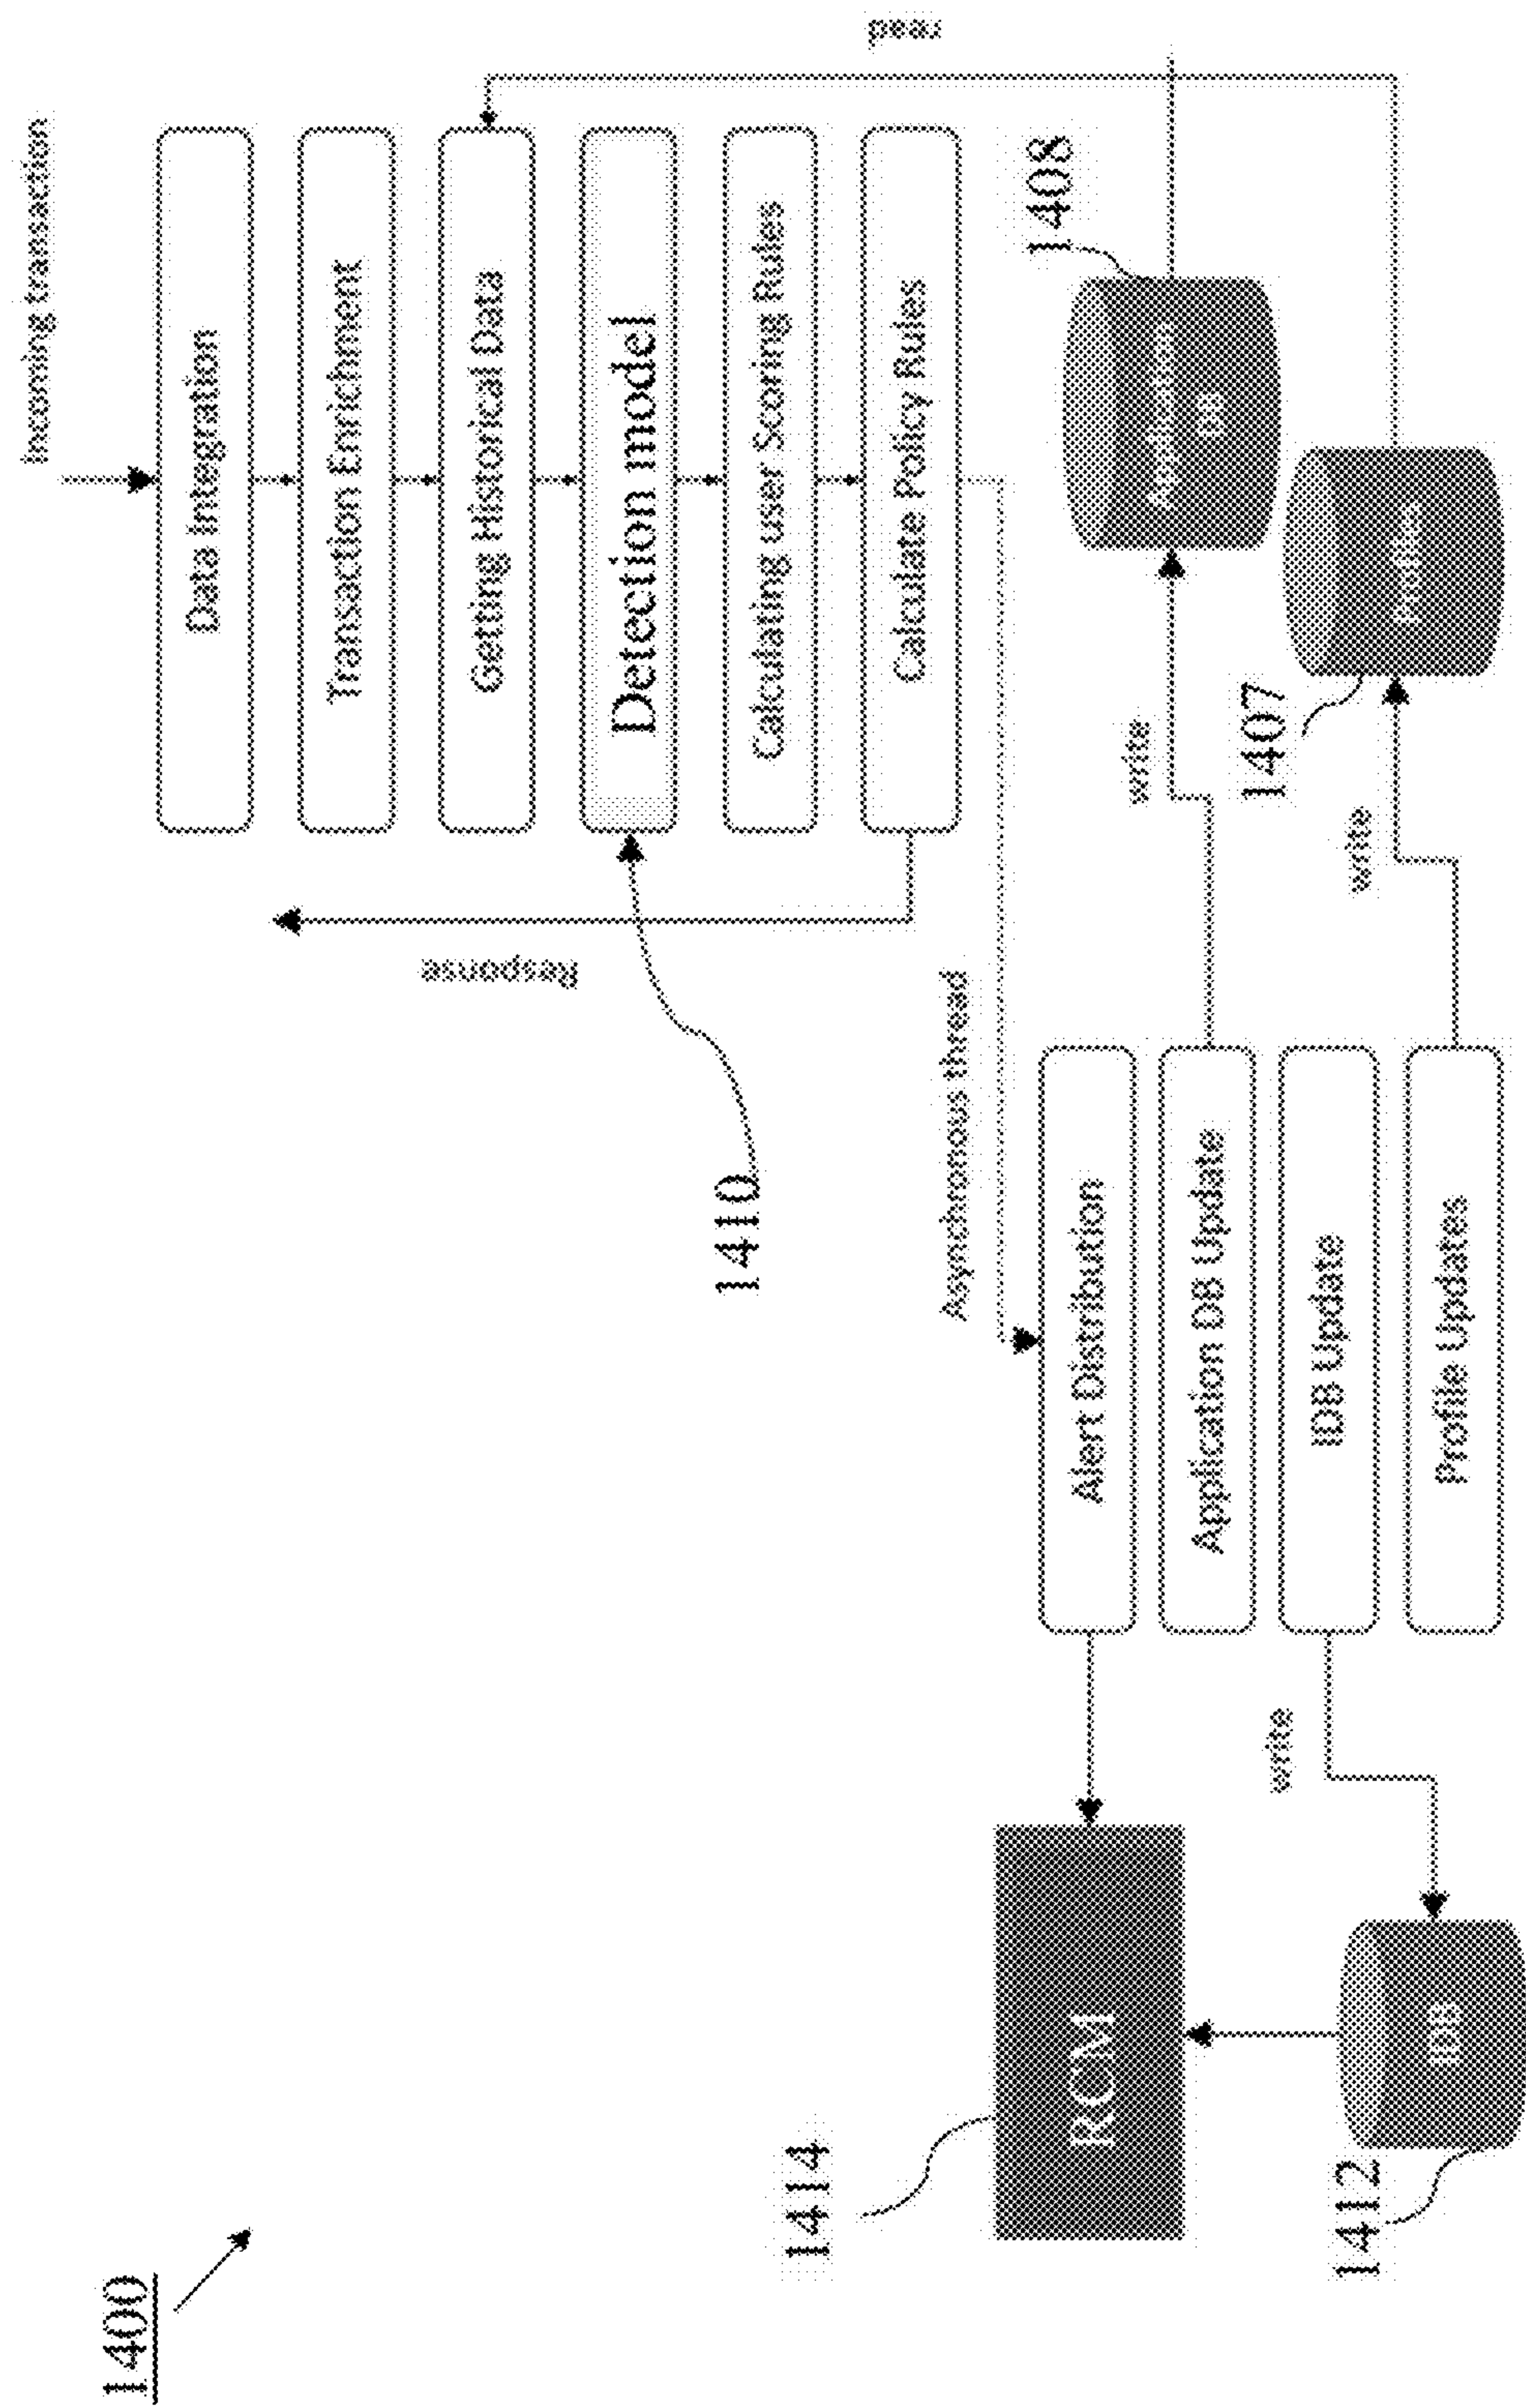 1400
Incoming transaction
Data Integration
Transaction Enrichment
Getting Historical Data
Detection model
Calculating user Scoring Rules
Calculate Policy Rules
Response
read
1410
Asynchronous thread
Alert Distribution
Application DB Update
IDB Update
Profile Updates
write
write
write
1408
DB
1407
Profiles
RCM
1414
IDB
1412